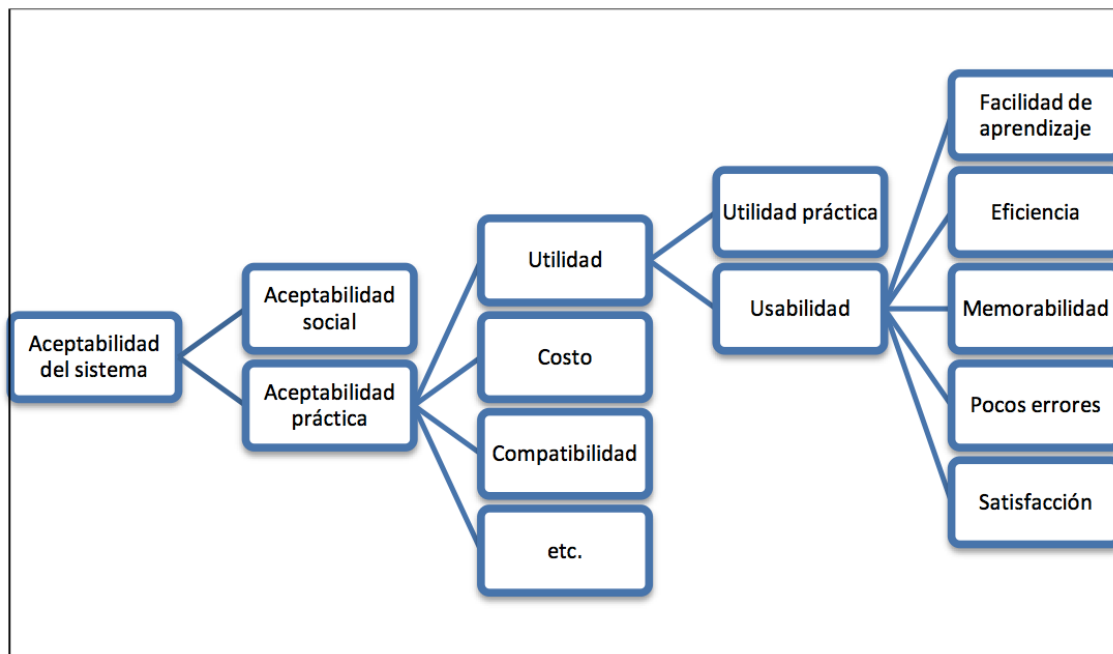 Aceptabilidad
del sistema
Aceptabilidad
social
Aceptabilidad
práctica
Utilidad
Costo
Compatibilidad
etc.
Utilidad práctica
Usabilidad
Facilidad de
aprendizaje
Eficiencia
Memorabilidad
Pocos errores
Satisfacción